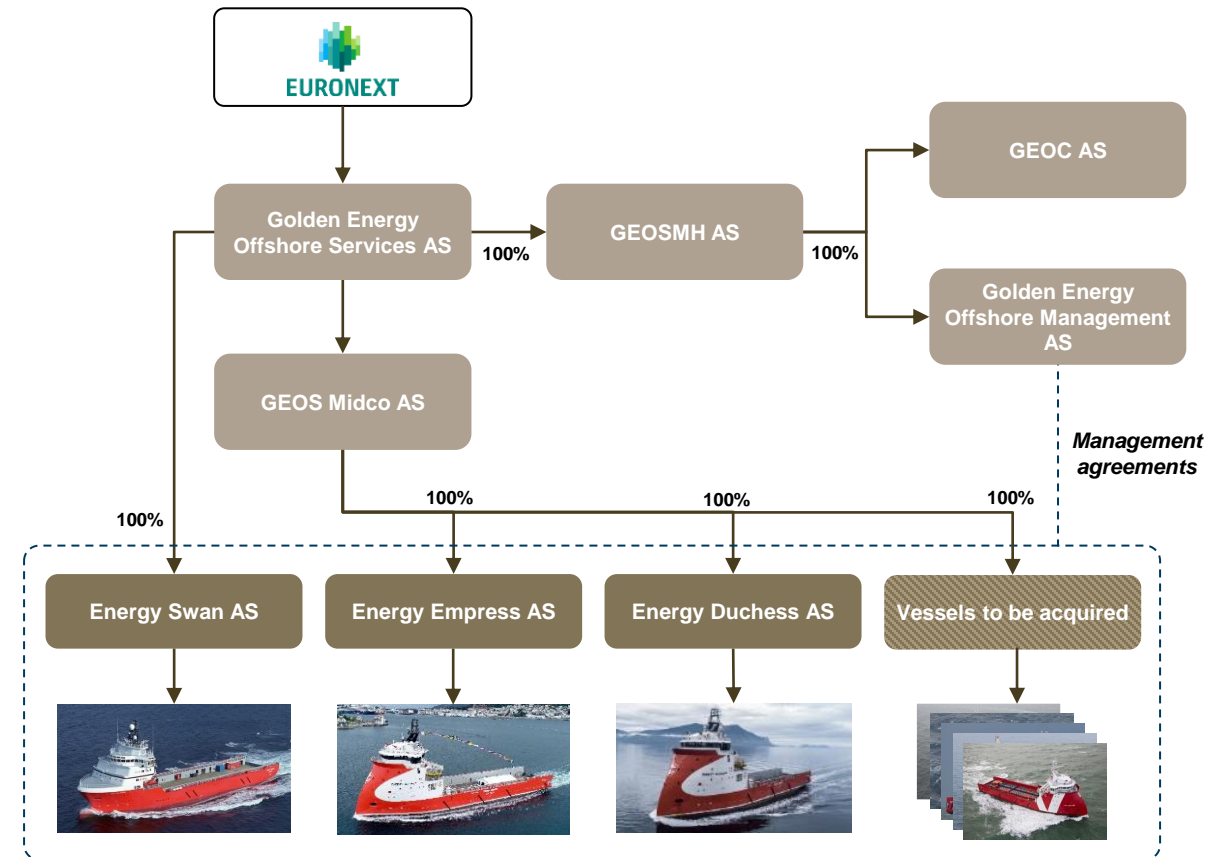 EURONEXT
GEOC AS
Golden Energy
Offshore Services AS
100%
GEOSMH AS
100%
Golden Energy
Offshore Management
AS
GEOS Midco AS
Management
agreements
100%
100%
100%
100%
Energy Swan AS
Energy Empress AS
Energy Duchess AS
Vessels to be acquired